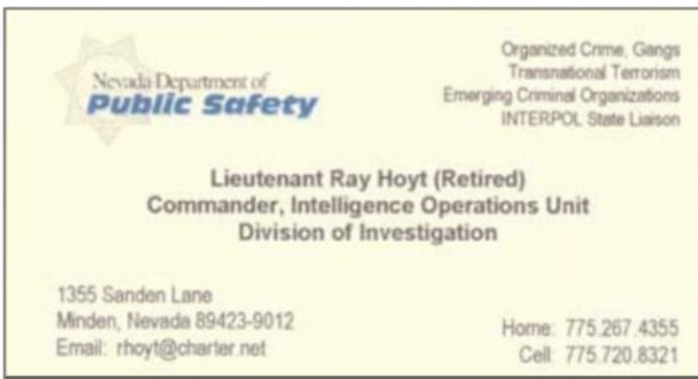 Nevada Department of
Public Safety
Organized Crime, Gangs
Transnational Terrorism
Emerging Criminal Organizations
INTERPOL State Liaison
Lieutenant Ray Hoyt (Retired)
Commander, Intelligence Operations Unit
Division of Investigation
1355 Sanden Lane
Minden, Nevada 89423-9012
Email: rhoyt@charter.net
Home: 775.267.4355
Cell: 775.720.8321